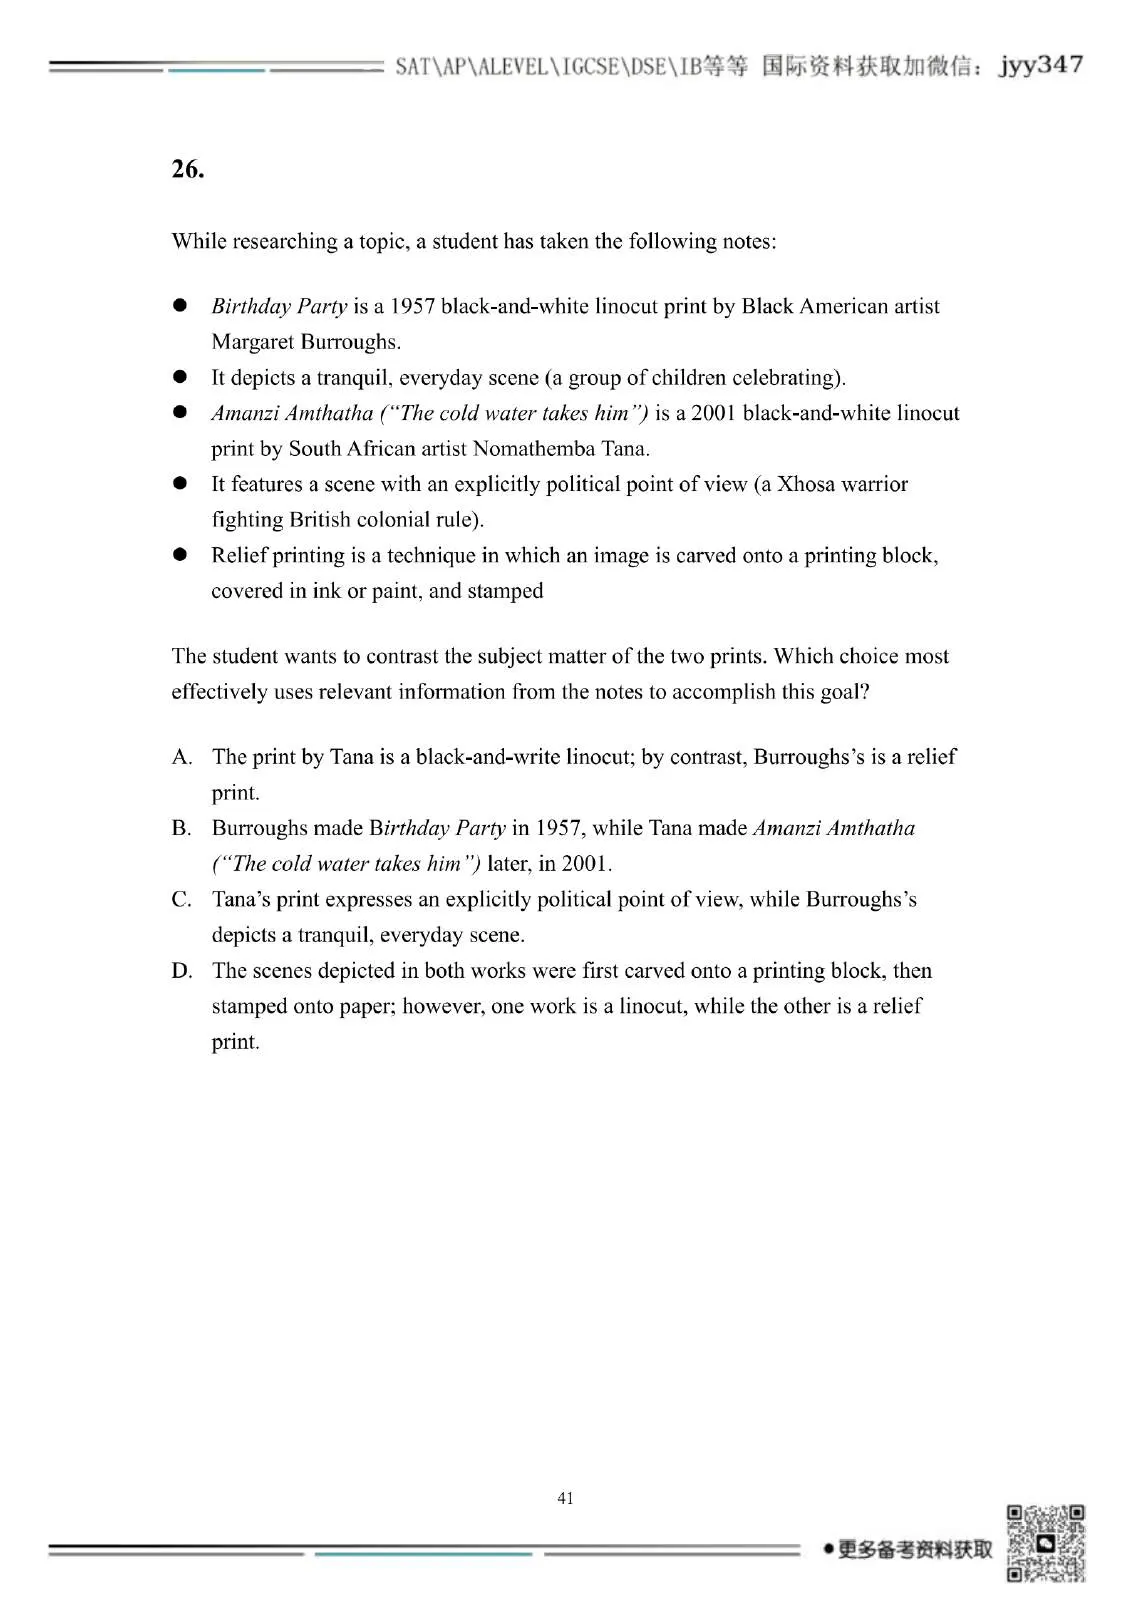 SAT\AP\ALEVEL\IGCSE\DSE\IB等等 国际资料获取加微信： jyy347
26.
While researching a topic, a student has taken the following notes:
● Birthday Party is a 1957 black-and-white linocut print by Black American artist
Margaret Burroughs.
● It depicts a tranquil, everyday scene (a group of children celebrating).
● Amanzi Amthatha (“The cold water takes him”) is a 2001 black-and-white linocut
print by South African artist Nomathemba Tana.
● It features a scene with an explicitly political point of view (a Xhosa warrior
fighting British colonial rule).
● Relief printing is a technique in which an image is carved onto a printing block,
covered in ink or paint, and stamped
The student wants to contrast the subject matter of the two prints. Which choice most
effectively uses relevant information from the notes to accomplish this goal?
A. The print by Tana is a black-and-write linocut; by contrast, Burroughs’s is a relief
print.
B. Burroughs made Birthday Party in 1957, while Tana made Amanzi Amthatha
(“The cold water takes him”) later, in 2001.
C. Tana’s print expresses an explicitly political point of view, while Burroughs’s
depicts a tranquil, everyday scene.
D. The scenes depicted in both works were first carved onto a printing block, then
stamped onto paper; however, one work is a linocut, while the other is a relief
print.
41
●更多备考资料获取